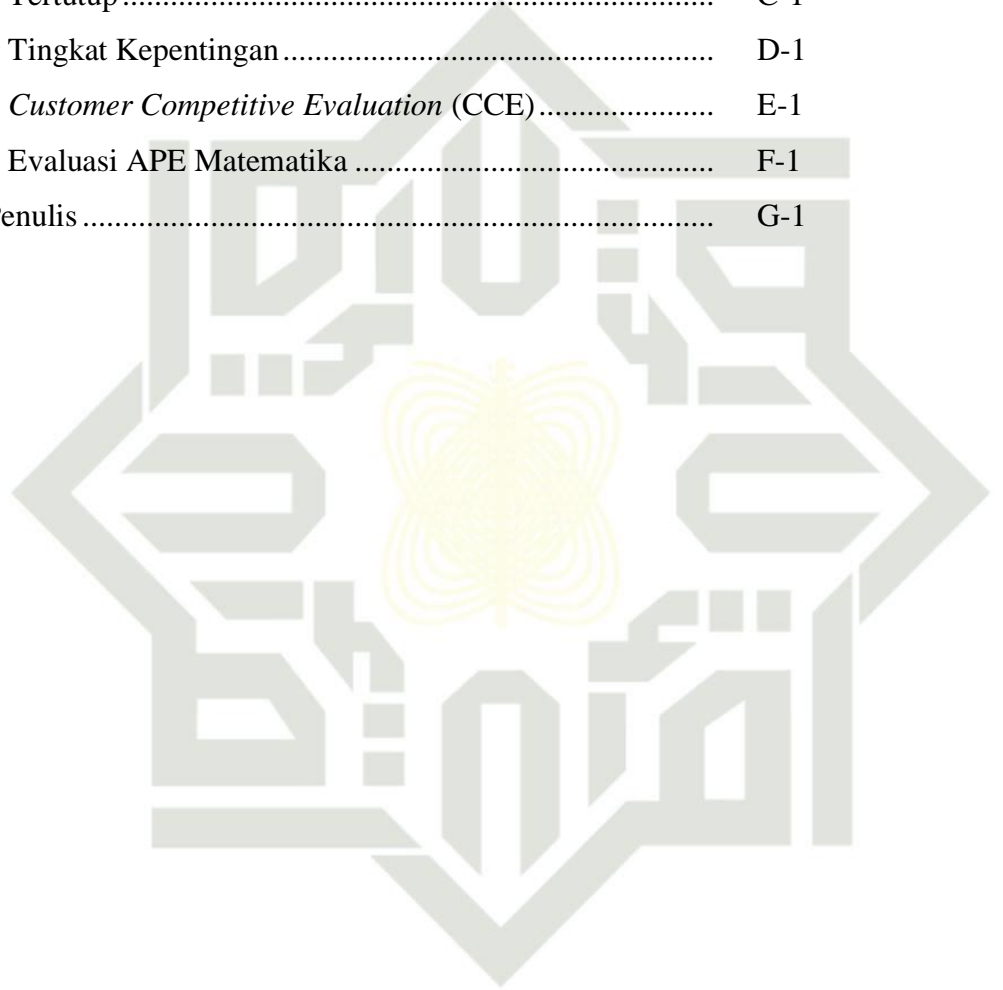 Tertutup.................................................................. C-1
Tingkat Kepentingan................................................ D-1
Customer Competitive Evaluation (CCE).................... E-1
Evaluasi APE Matematika ........................................ F-1
Penulis ...................................................................... G-1